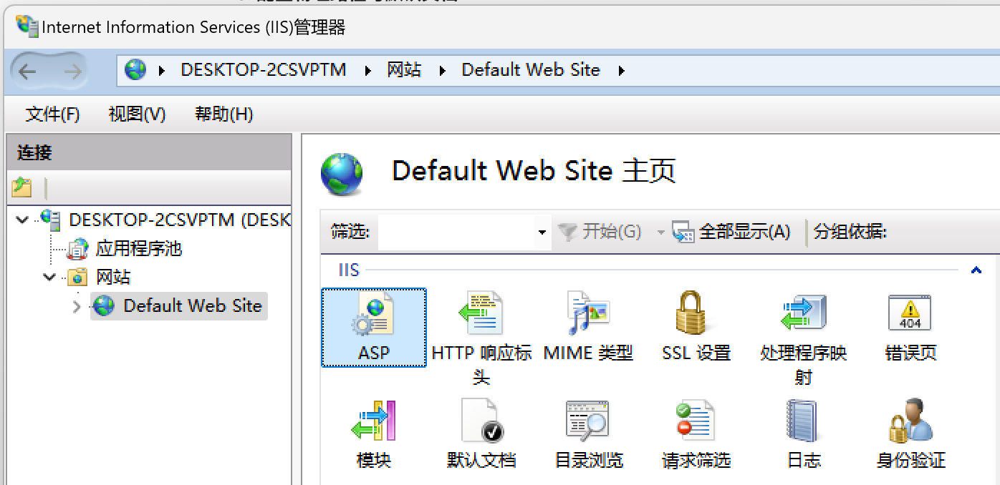 Internet Information Services (IIS)管理器
DESKTOP-2CSVPTM 网站 Default Web Site
文件(F) 视图(V) 帮助(H)
连接
DESKTOP-2CSVPTM (DESK
应用程序池
网站
Default Web Site
Default Web Site 主页
筛选: 开始(G) 全部显示(A) 分组依据:
IIS
ASP
HTTP 响应标
头
MIME 类型
SSL 设置
处理程序映
射
404
错误页
模块
默认文档
目录浏览
请求筛选
日志
身份验证